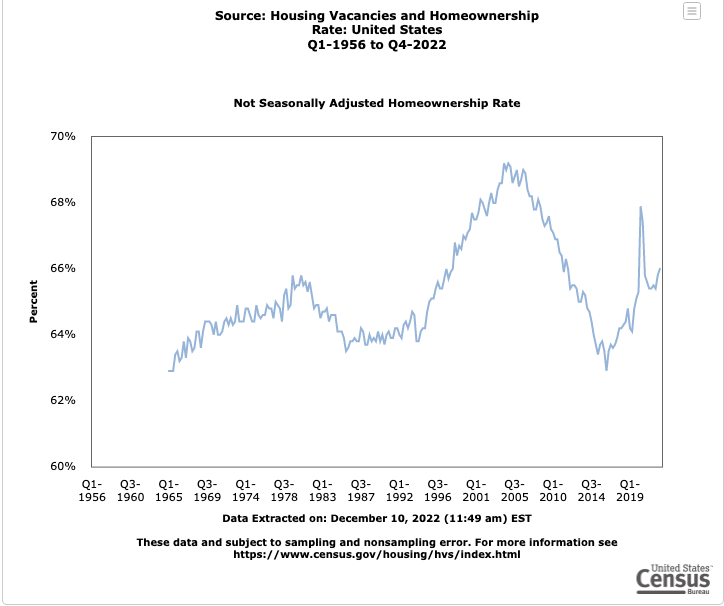 Source: Housing Vacancies and Homeownership
Rate: United States
Q1-1956 to Q4-2022
Not Seasonally Adjusted Homeownership Rate
70%
68%
66%
64%
62%
60%
Percent
Q1- Q3- Q1- Q3- Q1- Q3- Q1- Q3- Q1- Q3- Q1- Q3- Q1- Q3- Q1-
1956 1960 1965 1969 1974 1978 1983 1987 1992 1996 2001 2005 2010 2014 2019
Data Extracted on: December 10, 2022 (11:49 am) EST
These data and subject to sampling and nonsampling error. For more information see
https://www.census.gov/housing/hvs/index.html
United States™
Census
Bureau